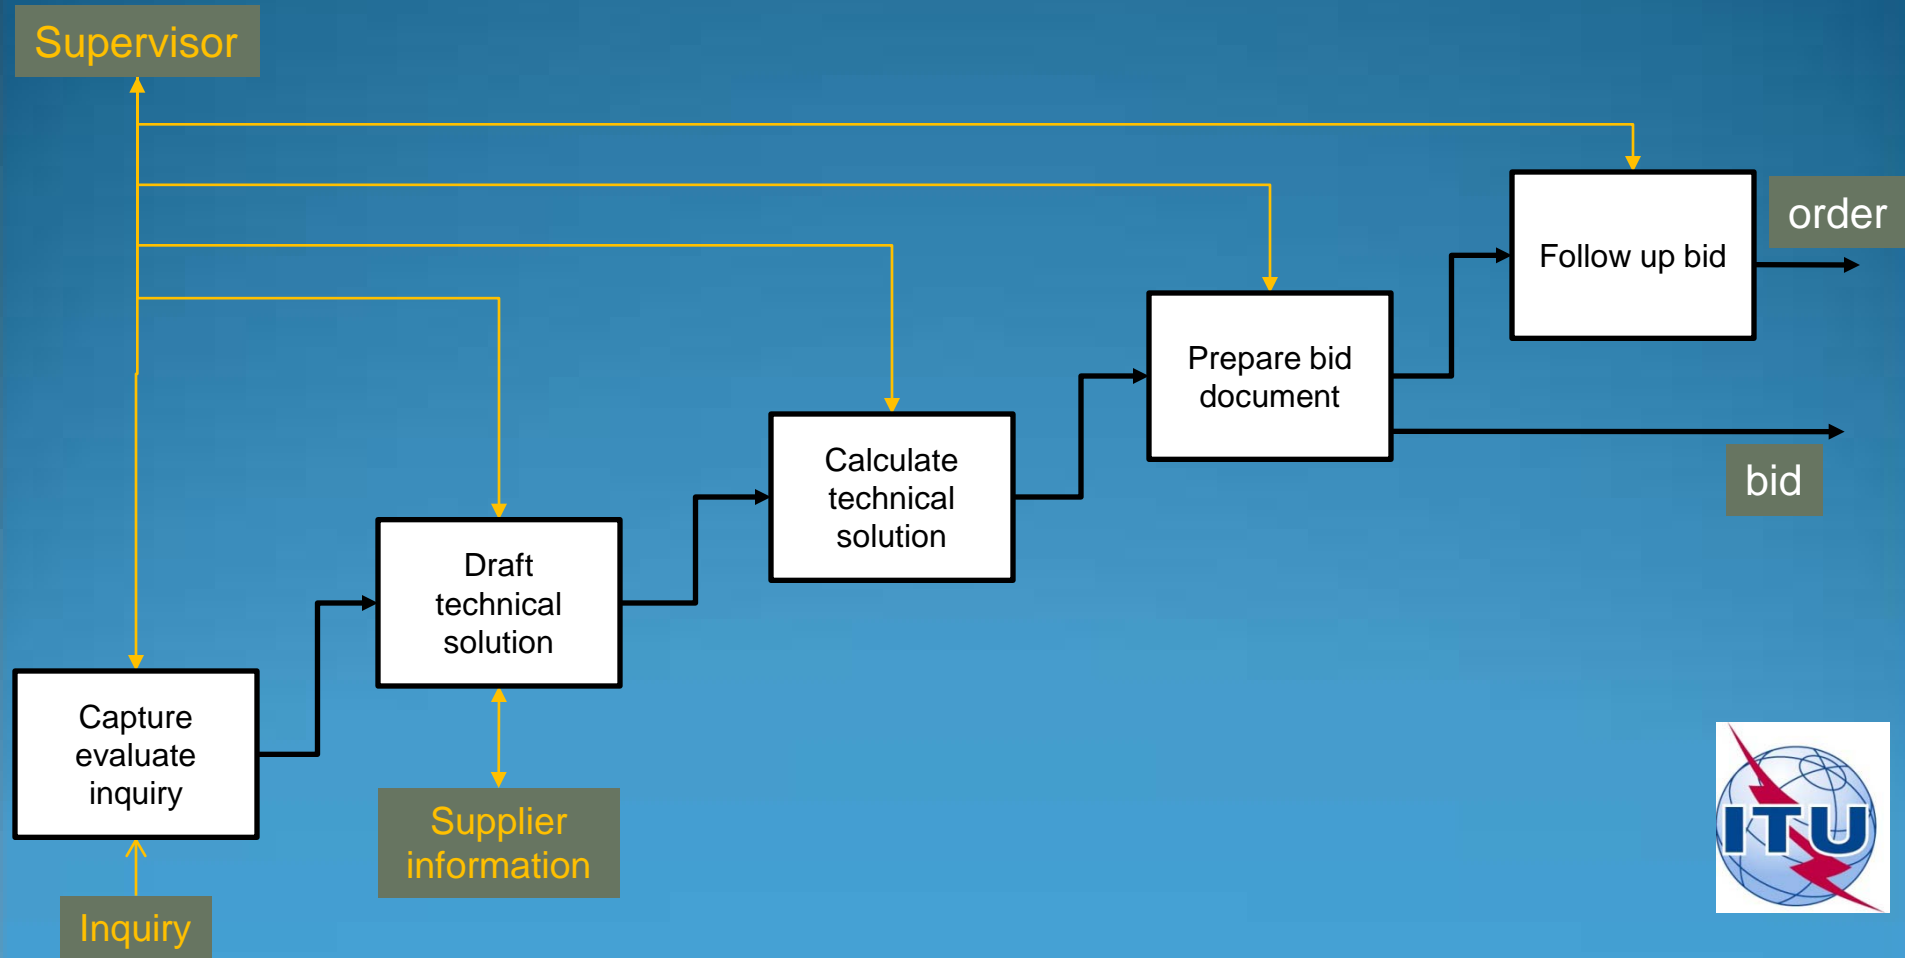 Supervisor
order
Follow up bid
Prepare bid
document
bid
Calculate
technical
solution
Draft
technical
solution
Capture
evaluate
inquiry
Supplier
information
Inquiry
ITU